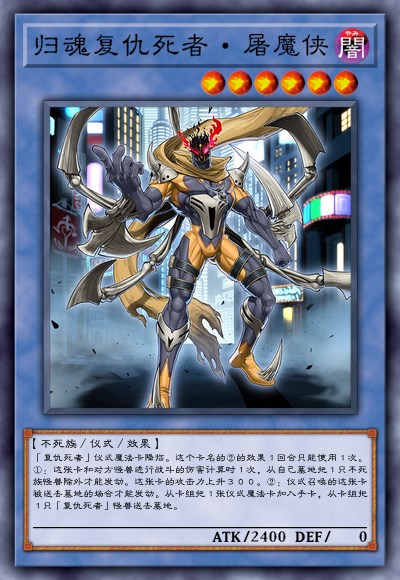 归魂复仇死者·屠魔侠
闇
【不死族／仪式／效果】
「复仇死者」仪式魔法卡降临。这个卡名的②的效果１回合只能使用１次。
①：这张卡和对方怪兽进行战斗的伤害计算时１次，从自己墓地把１只不死
族怪兽除外才能发动。这张卡的攻击力上升３００。②：仪式召唤的这张卡
被送去墓地的场合才能发动。从卡组把１张仪式魔法卡加入手卡，从卡组把
１只「复仇死者」怪兽送去墓地。
ATK/2400 DEF/ 0